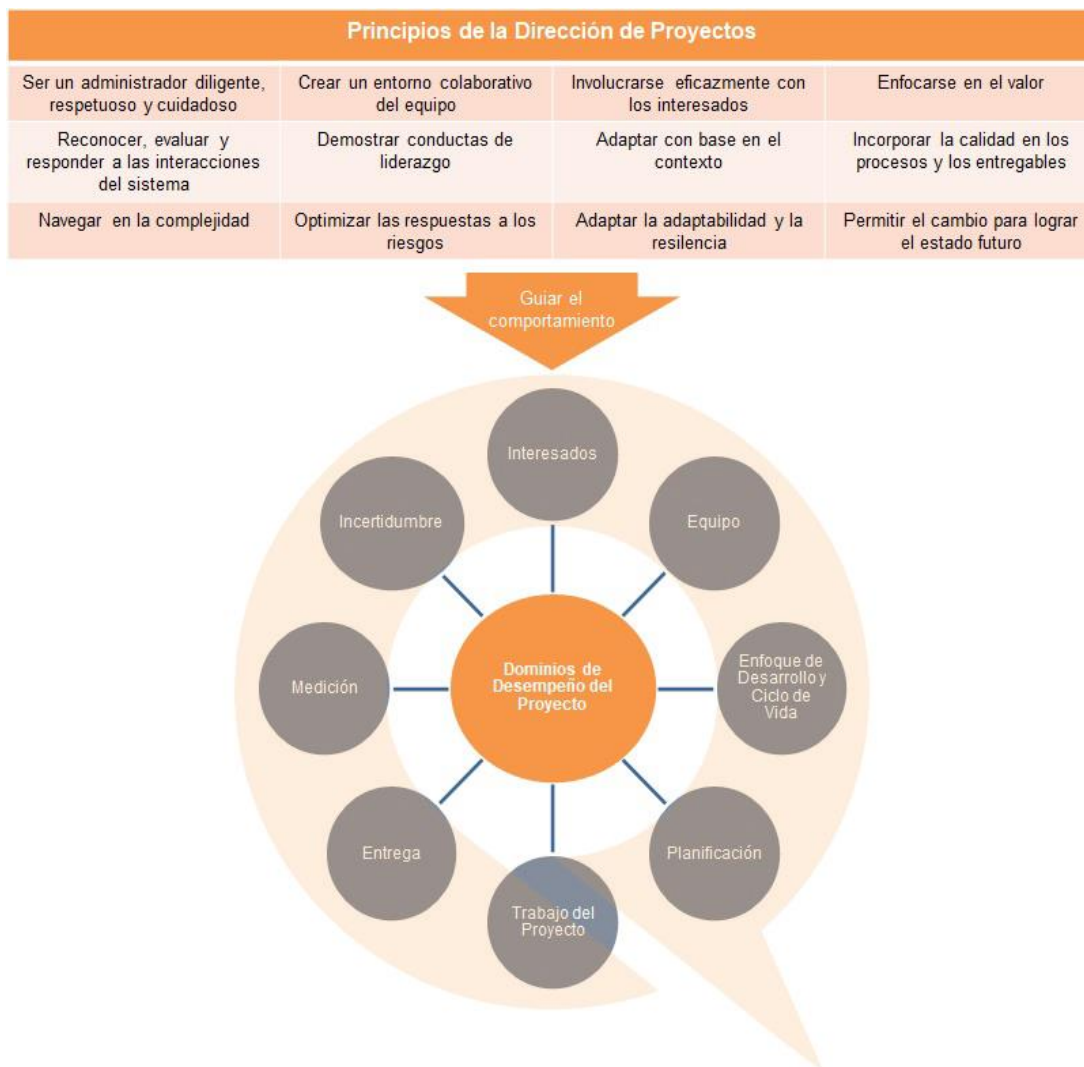 Principios de la Dirección de Proyectos
Ser un administrador diligente,
respetuoso y cuidadoso
Crear un entorno colaborativo
del equipo
Involucrarse eficazmente con
los interesados
Enfocarse en el valor
Reconocer, evaluar y
responder a las interacciones
del sistema
Demostrar conductas de
liderazgo
Adaptar con base en el
contexto
Incorporar la calidad en los
procesos y los entregables
Navegar en la complejidad
Optimizar las respuestas a los
riesgos
Adaptar la adaptabilidad y la
resilencia
Permitir el cambio para lograr
el estado futuro
Guiar el
comportamiento
Interesados
Incertidumbre
Equipo
Medición
Dominios de
Desempeño del
Proyecto
Enfoque de
Desarrollo y
Ciclo de
Vida
Entrega
Planificación
Trabajo del
Proyecto